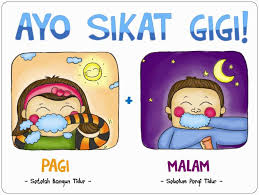 AYO SIKAT GIGI!
+
PAGI MALAM
- Setelah Bangun Tidur - - Sebelum Pergi Tidur -